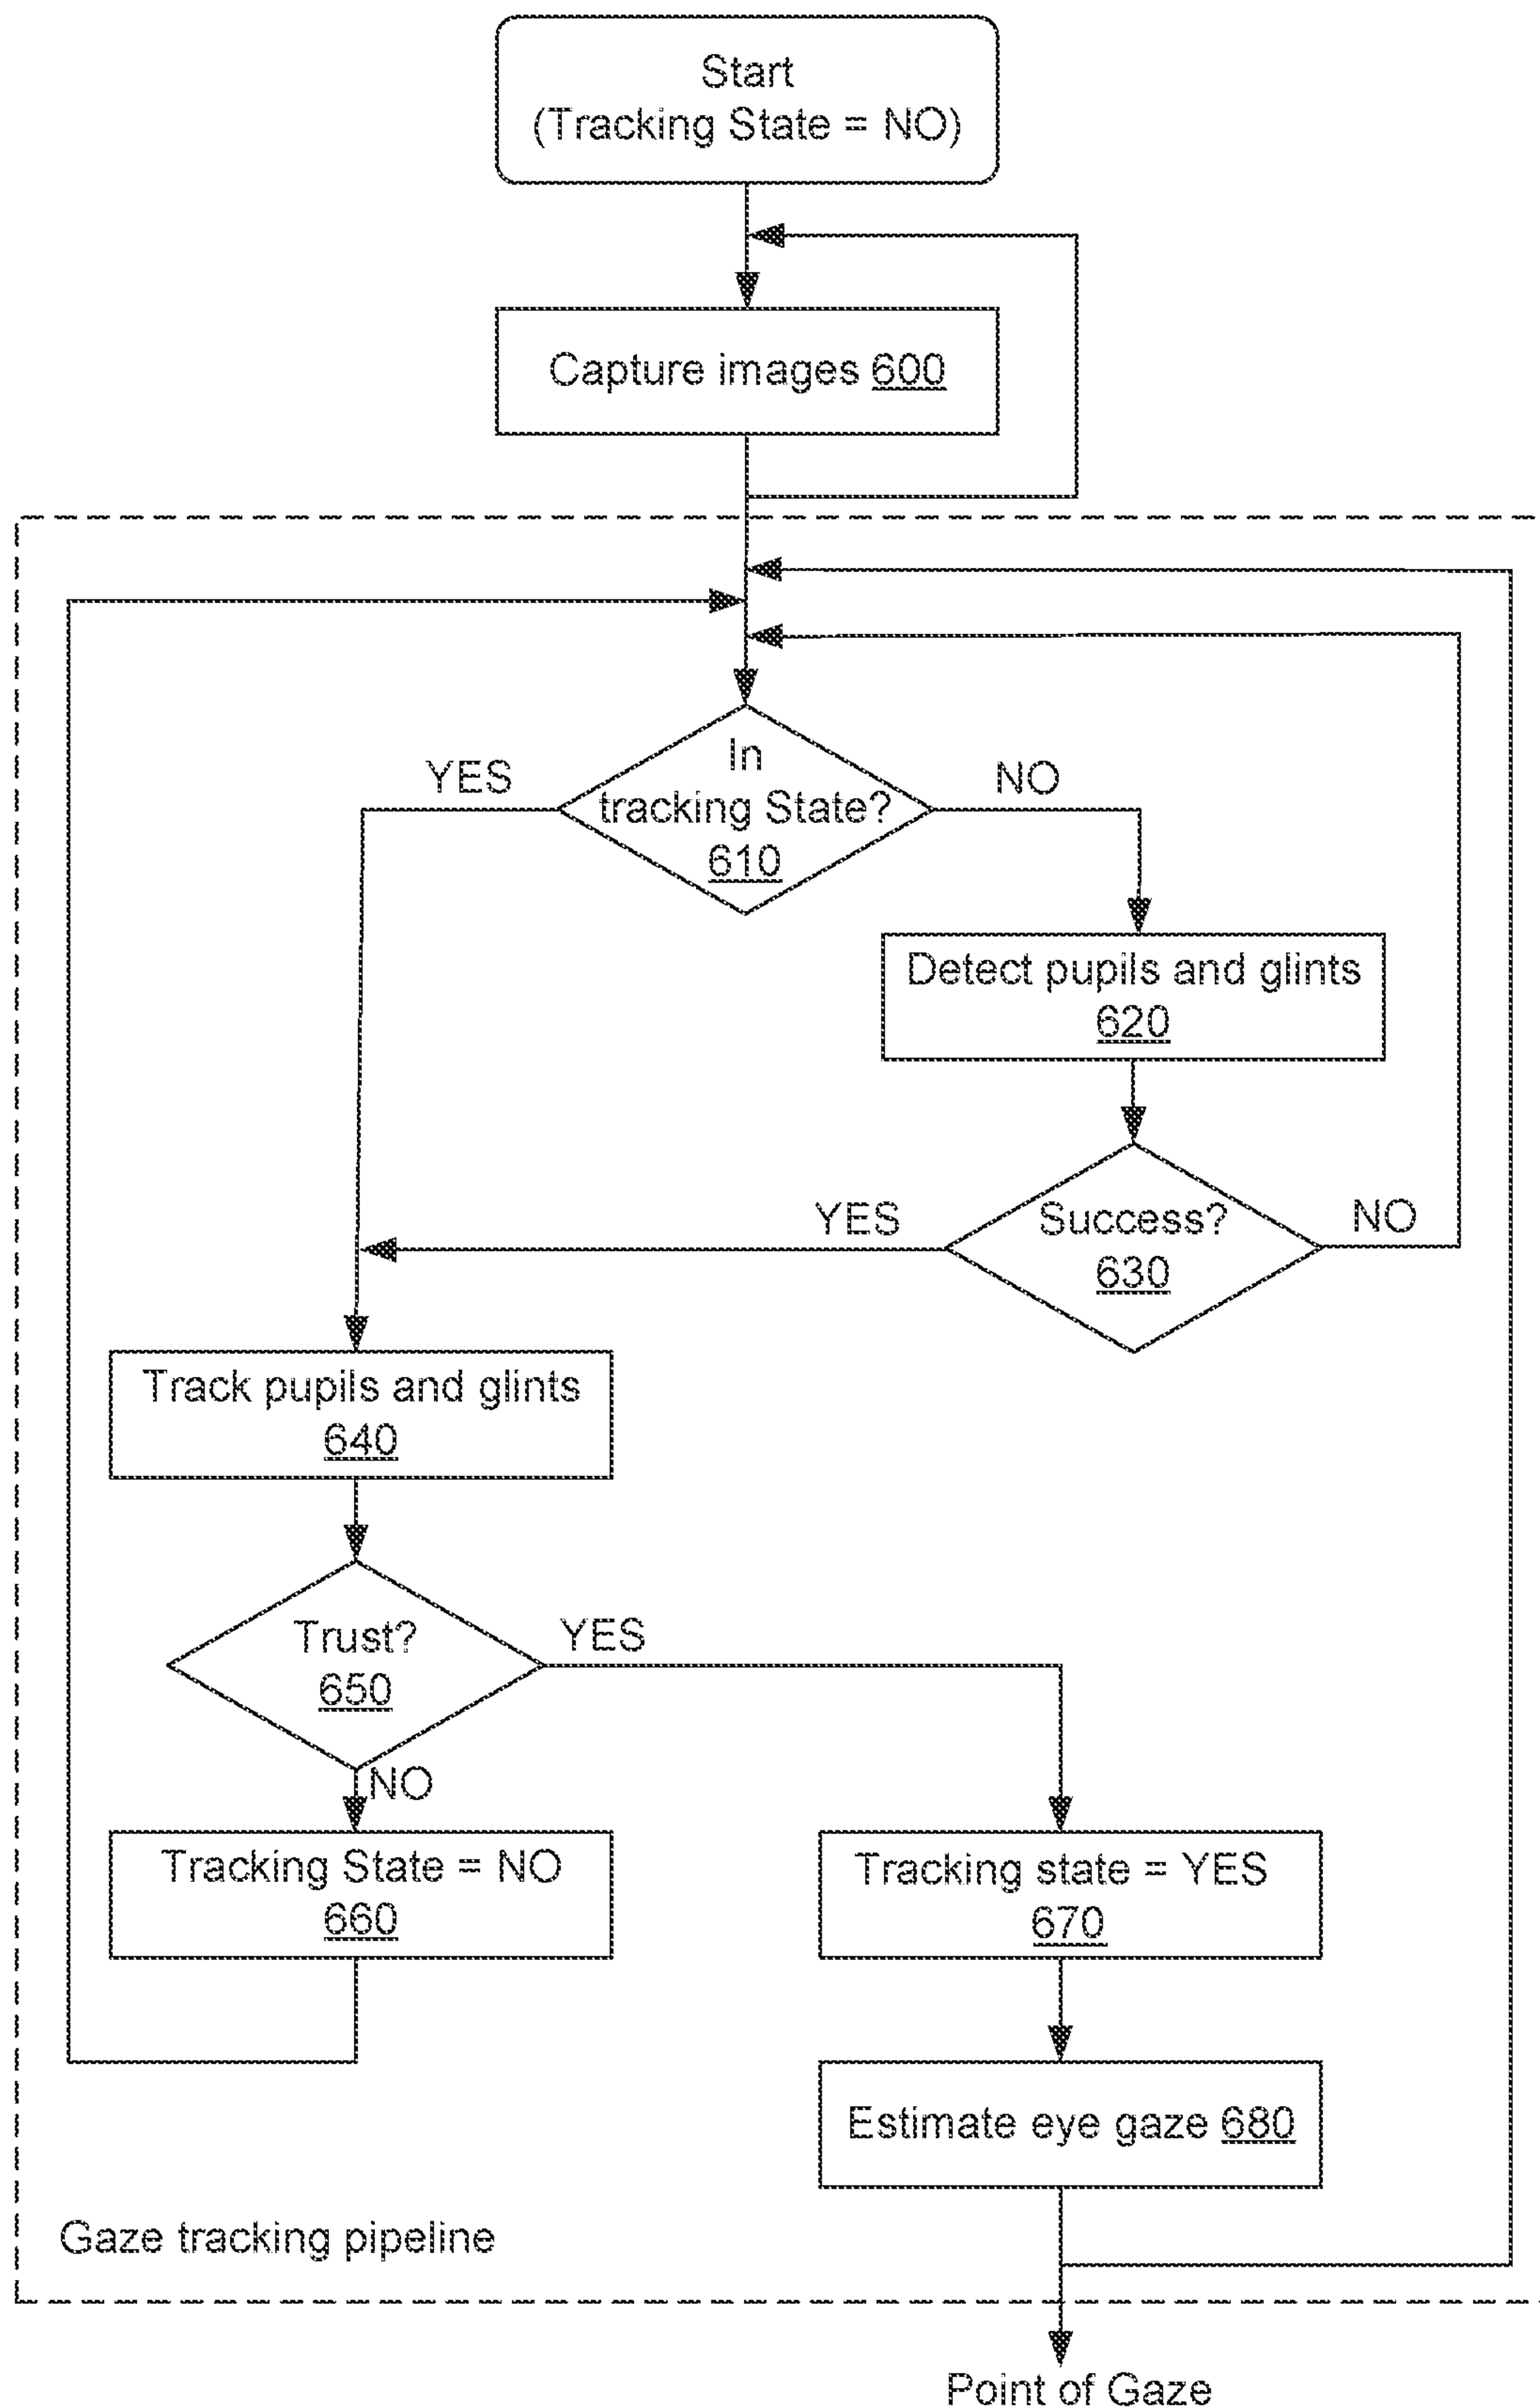 Start
(Tracking State = NO)
Capture images 600
In
tracking State?
610
YES
NO
Detect pupils and glints
620
Success?
630
YES
NO
Track pupils and glints
640
Trust?
650
YES
NO
Tracking State = NO
660
Tracking state = YES
670
Estimate eye gaze 680
Gaze tracking pipeline
Point of Gaze